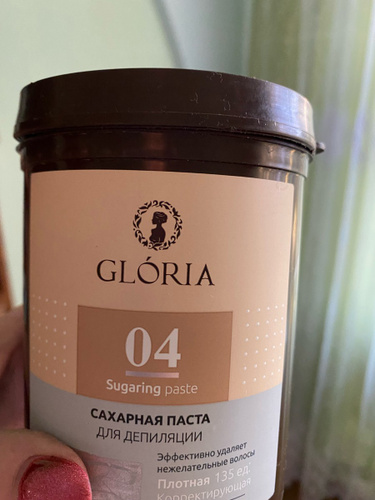 GLÓRIA
04
Sugaring paste
САХАРНАЯ ПАСТА
ДЛЯ ДЕПИЛЯЦИИ
Эффективно удаляет
нежелательные волосы
Плотная 135 ед.
Корректирующая